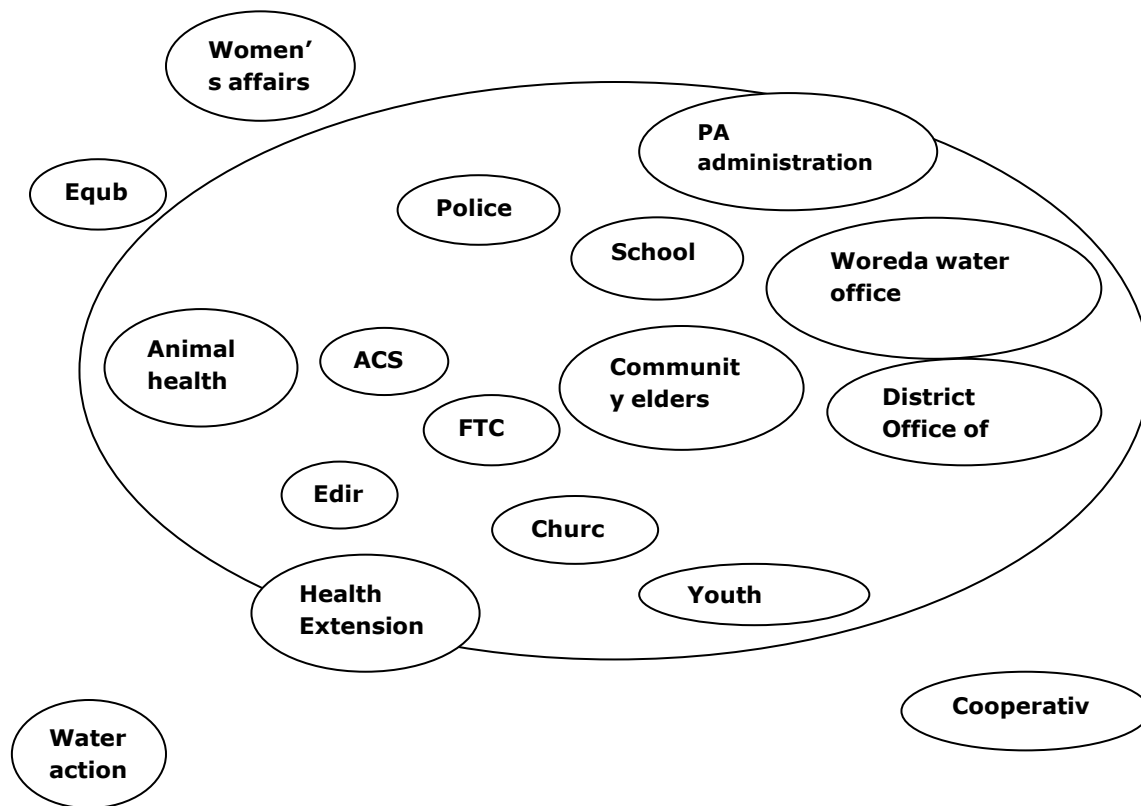 Women’
s affairs
PA
administration
Equb
Police
School
Woreda water
office
Animal
health
ACS
Communit
y elders
District
Office of
FTC
Edir
Churc
Health
Extension
Youth
Cooperativ
Water
action